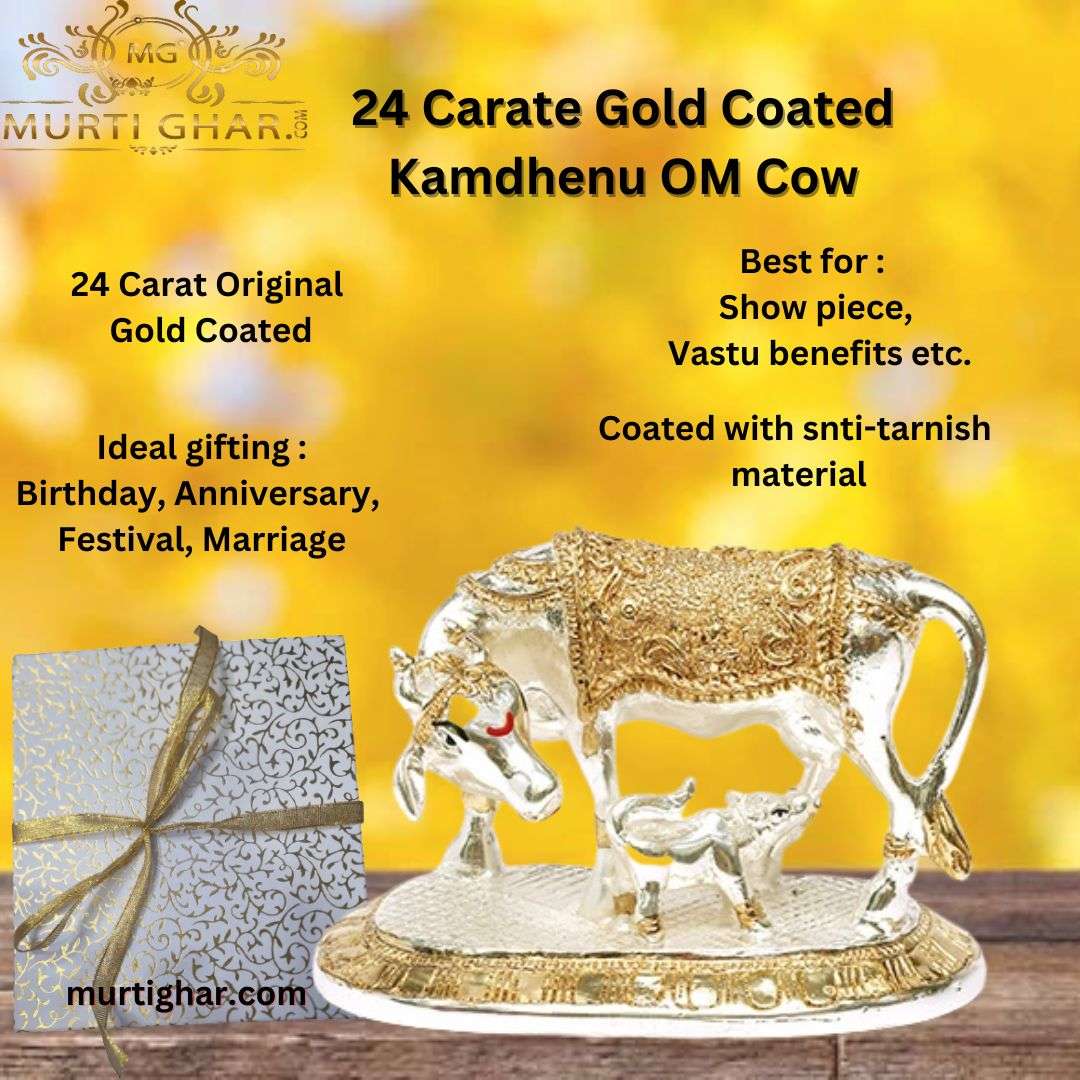 MG
MURTI GHAR.COM
24 Carate Gold Coated
Kamdhenu OM Cow
24 Carat Original
Gold Coated
Best for :
Show piece,
Vastu benefits etc.
Ideal gifting :
Birthday, Anniversary,
Festival, Marriage
Coated with snti-tarnish
material
murtighar.com